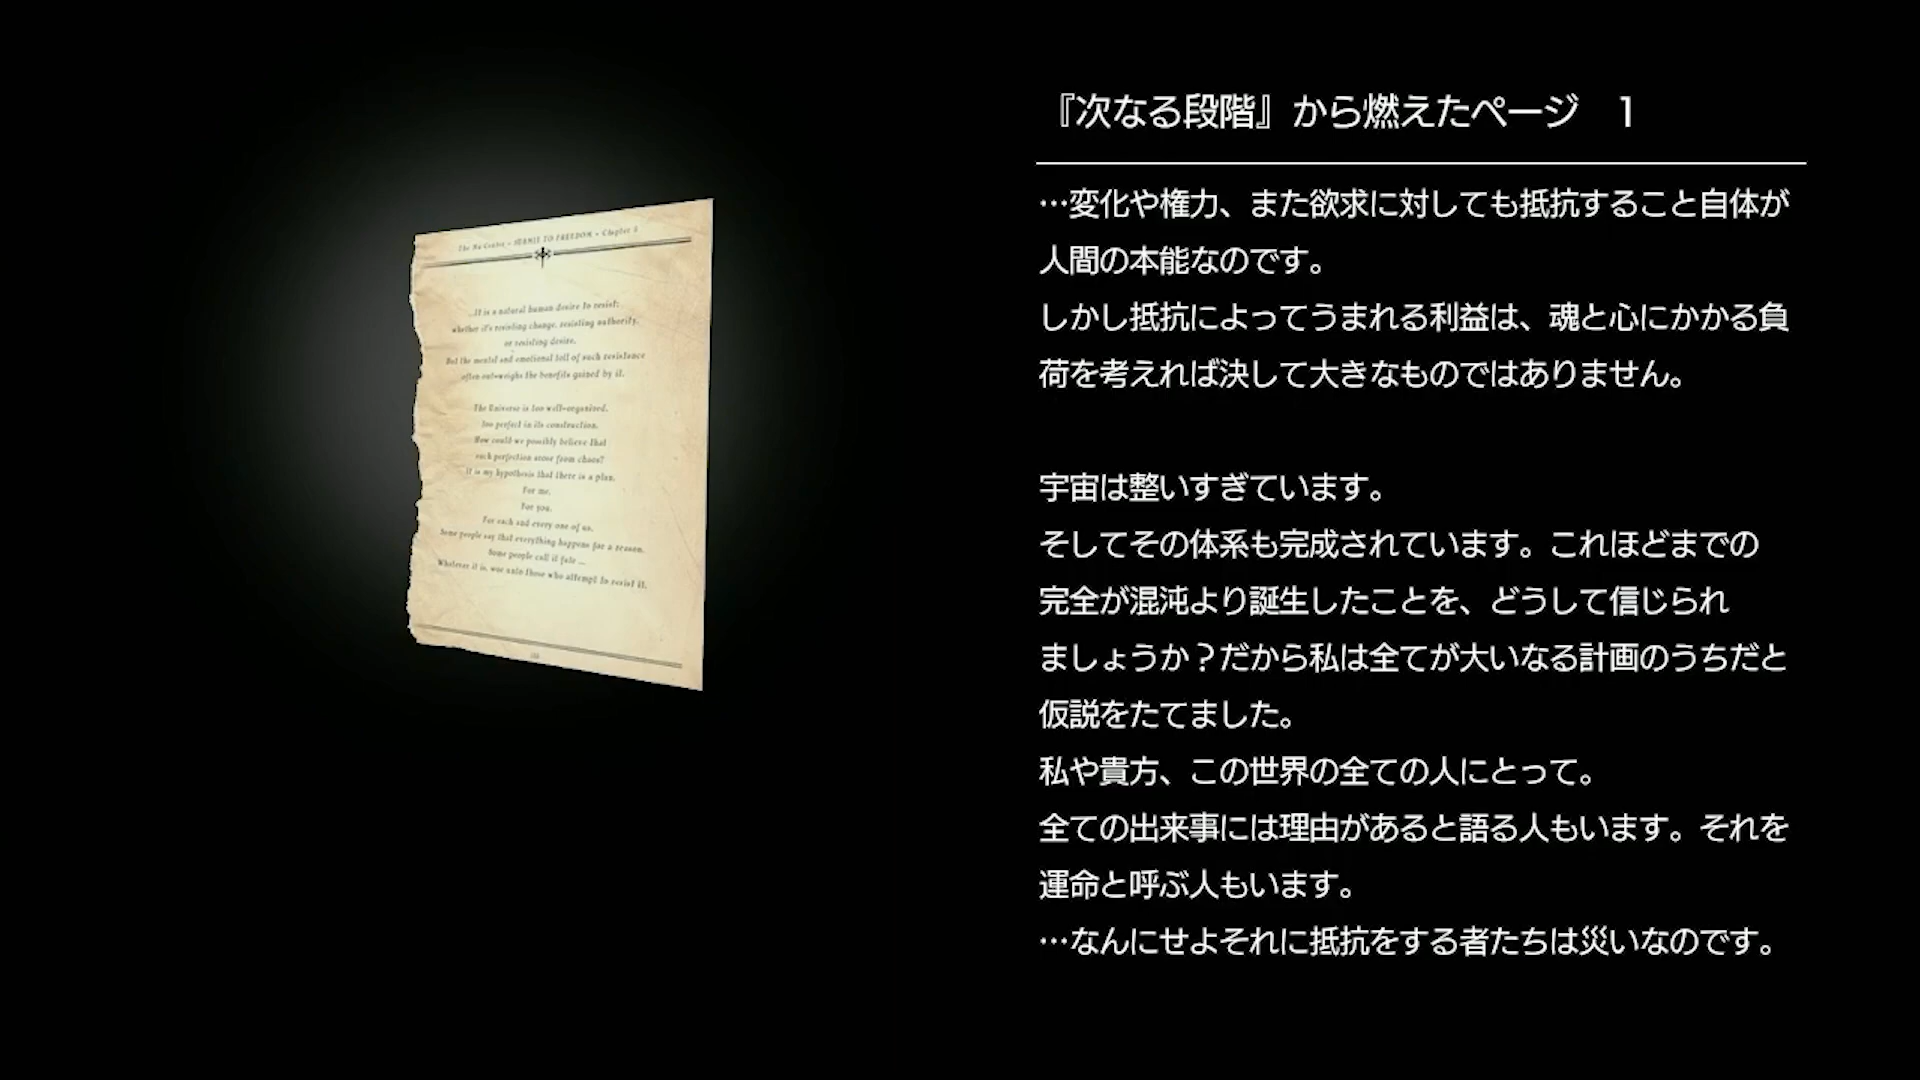 The Nu Centre - SUBMIT TO FREEDOM - Chapter
...It is a natural human desire to resist;
whether it's resisting change, resisting authority,
or resisting desire.
But the mental and emotional toll of such resistance
often outweighs the benefits gained by it.
The Universe is too well-organized,
too perfect in its construction.
How could we possibly believe that
such perfection arose from chaos?
It is my hypothesis that there is a plan.
For me.
For you.
For each and every one of us.
Some people say that everything happens for a reason.
Some people call it fate ...
Whatever it is, woe unto those who attempt to resist it.
『次なる段階』から燃えたページ　1
…変化や権力、また欲求に対しても抵抗すること自体が
人間の本能なのです。
しかし抵抗によってうまれる利益は、魂と心にかかる負
荷を考えれば決して大きなものではありません。
宇宙は整いすぎています。
そしてその体系も完成されています。これほどまでの
完全が混沌より誕生したことを、どうして信じられ
ましょうか？だから私は全てが大いなる計画のうちだと
仮説をたてました。
私や貴方、この世界の全ての人にとって。
全ての出来事には理由があると語る人もいます。それを
運命と呼ぶ人もいます。
…なんにせよそれに抵抗をする者たちは災いなのです。